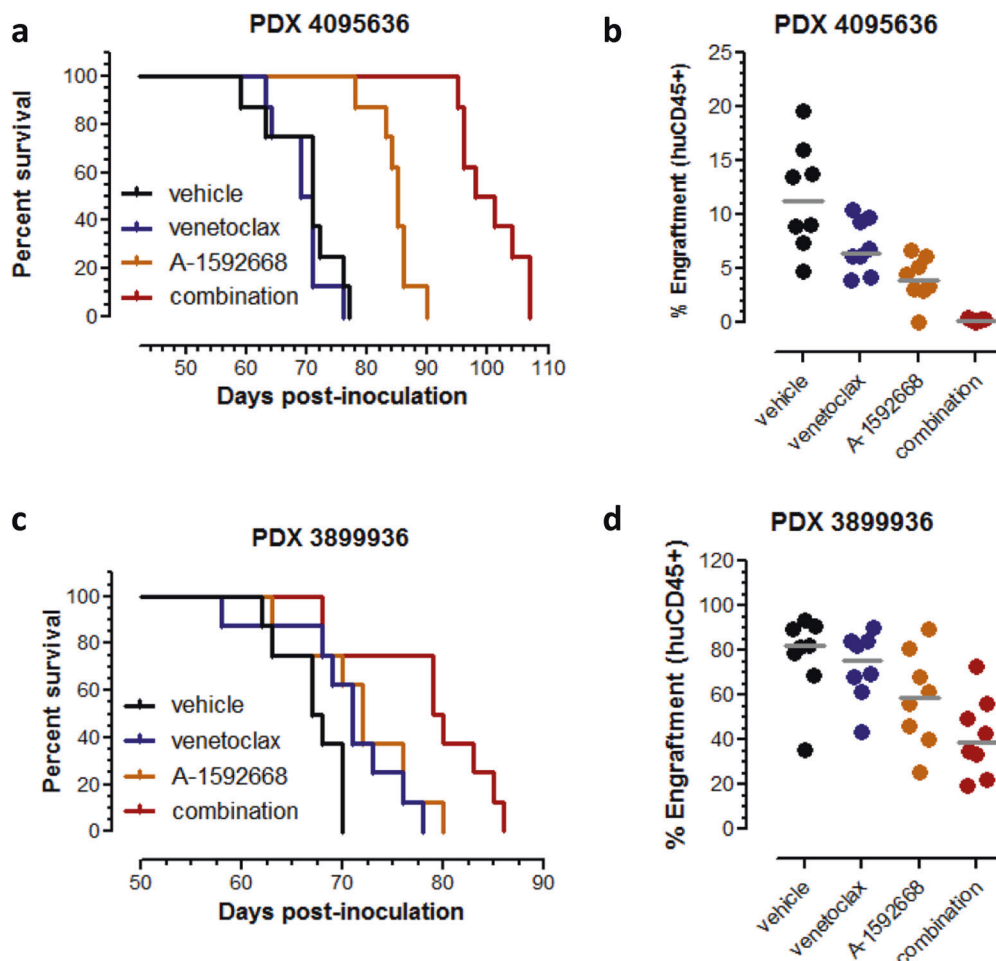 a
PDX 4095636
Percent survival
100
80
60
40
20
0
vehicle
venetoclax
A-1592668
combination
50 60 70 80 90 100 110
Days post-inoculation
b
PDX 4095636
% Engraftment (huCD45+)
25
20
15
10
5
0
vehicle
venetoclax
A-1592668
combination
c
PDX 3899936
Percent survival
100
80
60
40
20
0
vehicle
venetoclax
A-1592668
combination
50 60 70 80 90
Days post-inoculation
d
PDX 3899936
% Engraftment (huCD45+)
120
100
80
60
40
20
0
vehicle
venetoclax
A-1592668
combination